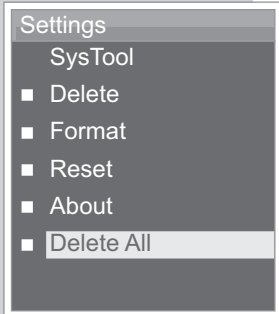 Settings
SysTool
Delete
Format
Reset
About
Delete All